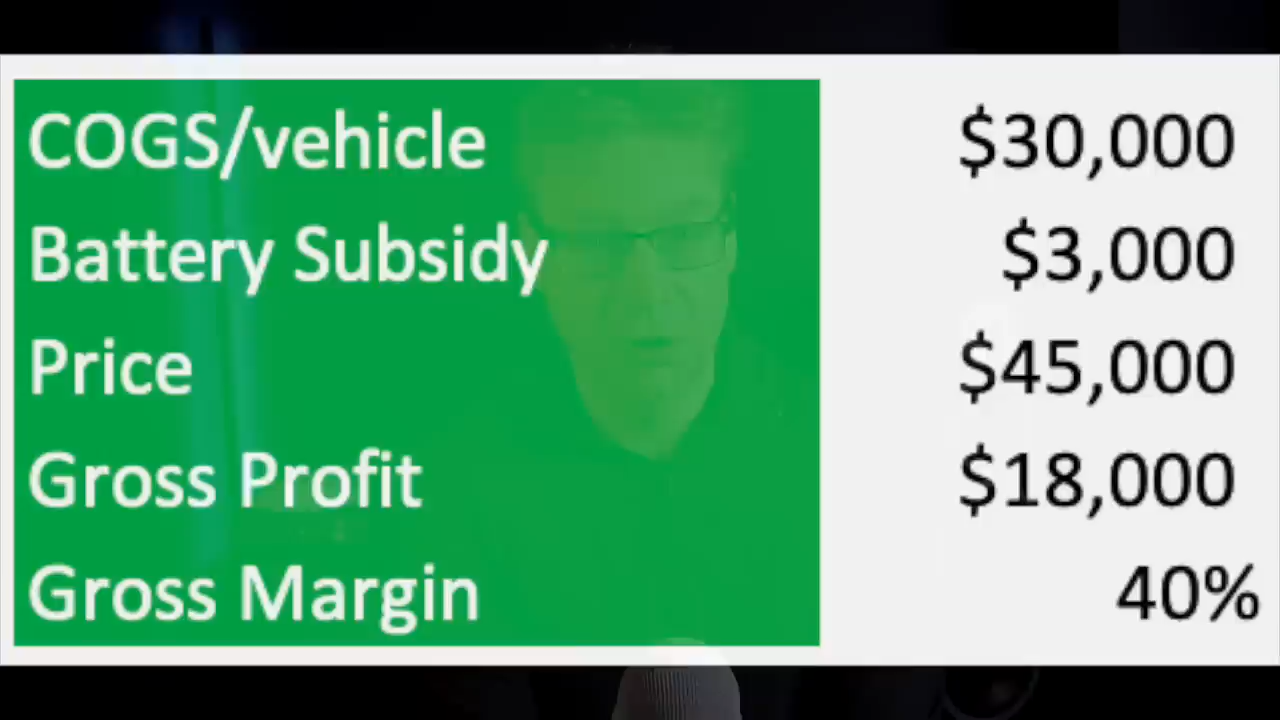 COGS/vehicle $30,000
Battery Subsidy $3,000
Price $45,000
Gross Profit $18,000
Gross Margin 40%